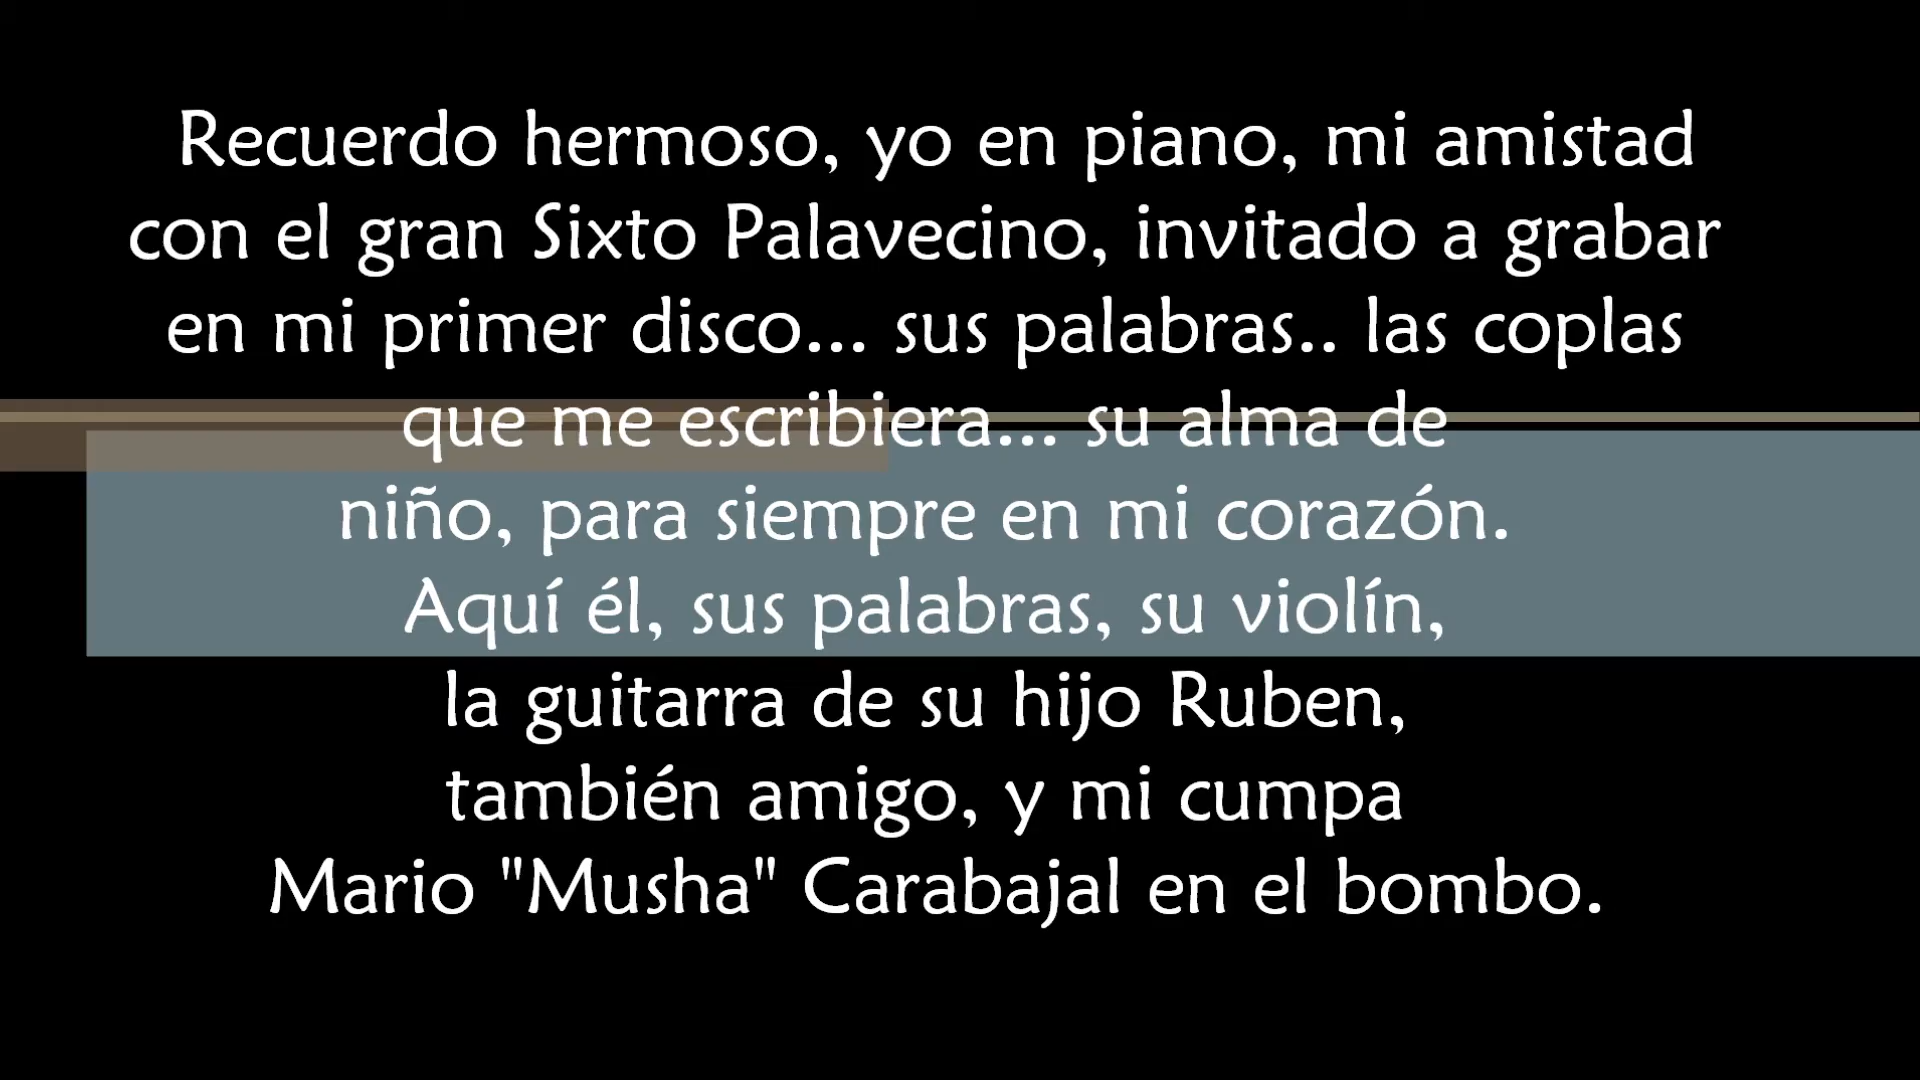 Recuerdo hermoso, yo en piano, mi amistad
con el gran Sixto Palavecino, invitado a grabar
en mi primer disco... sus palabras.. las coplas
que me escribiera... su alma de
niño, para siempre en mi corazón.
Aquí él, sus palabras, su violín,
la guitarra de su hijo Ruben,
también amigo, y mi cumpa
Mario "Musha" Carabajal en el bombo.